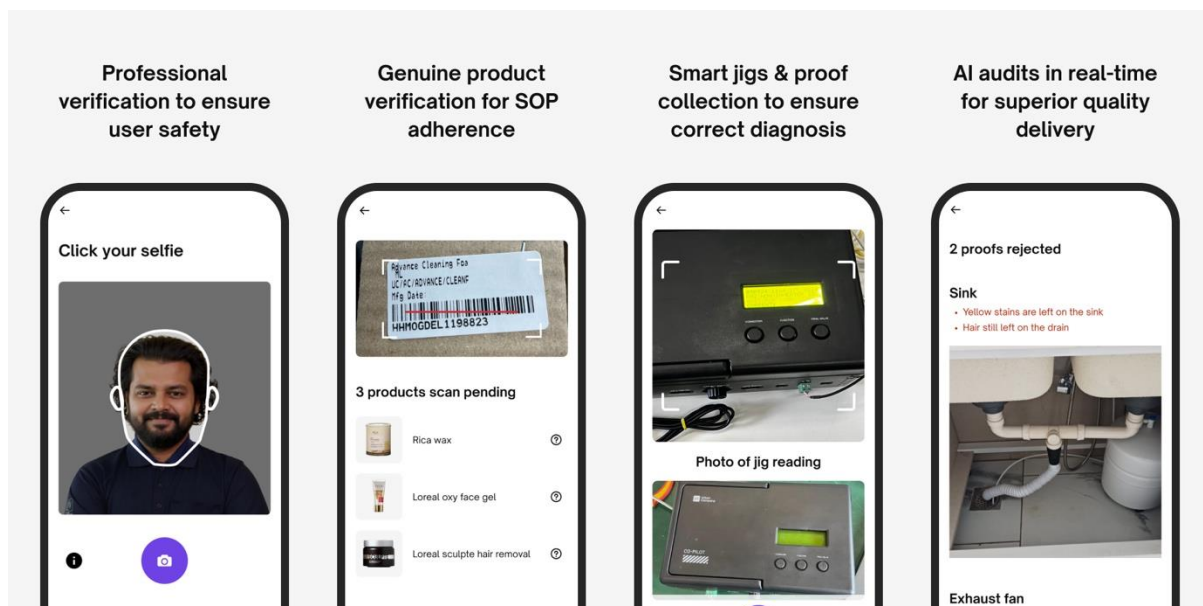 Professional
verification to ensure
user safety
Genuine product
verification for SOP
adherence
Smart jigs & proof
collection to ensure
correct diagnosis
AI audits in real-time
for superior quality
delivery
Click your selfie
Advance Cleaning Foa
ML
UC/AC/ADVANCE/CLEANF
Mfg Date:
HHMOGDEL1198823
3 products scan pending
Rica wax
Loreal oxy face gel
Loreal sculpte hair removal
Photo of jig reading
CO-PILOT
2 proofs rejected
Sink
• Yellow stains are left on the sink
• Hair still left on the drain
Exhaust fan